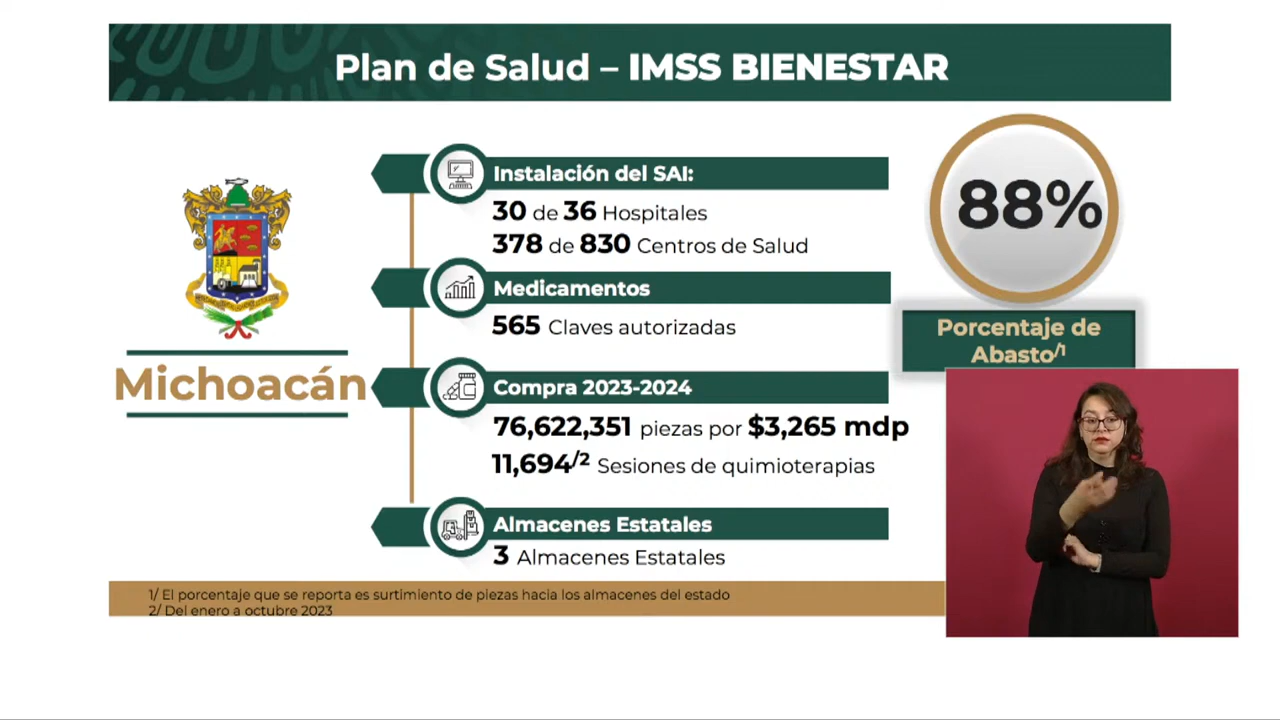 Plan de Salud – IMSS BIENESTAR
Michoacán
Instalación del SAI:
30 de 36 Hospitales
378 de 830 Centros de Salud
Medicamentos
565 Claves autorizadas
Compra 2023-2024
76,622,351 piezas por $3,265 mdp
11,694/2 Sesiones de quimioterapias
Almacenes Estatales
3 Almacenes Estatales
88%
Porcentaje de
Abasto/1
1/ El porcentaje que se reporta es surtimiento de piezas hacia los almacenes del estado
2/ Del enero a octubre 2023